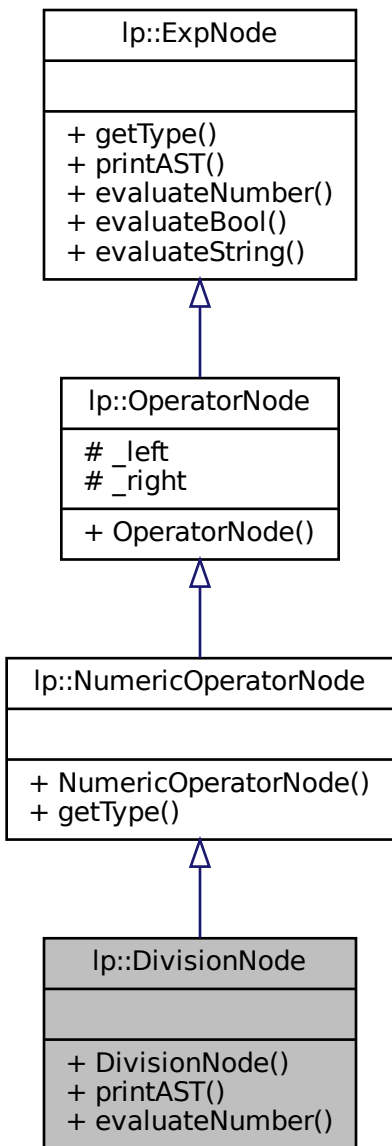 lp::ExpNode
+ getType()
+ printAST()
+ evaluateNumber()
+ evaluateBool()
+ evaluateString()
lp::OperatorNode
# _left
# _right
+ OperatorNode()
lp::NumericOperatorNode
+ NumericOperatorNode()
+ getType()
lp::DivisionNode
+ DivisionNode()
+ printAST()
+ evaluateNumber()